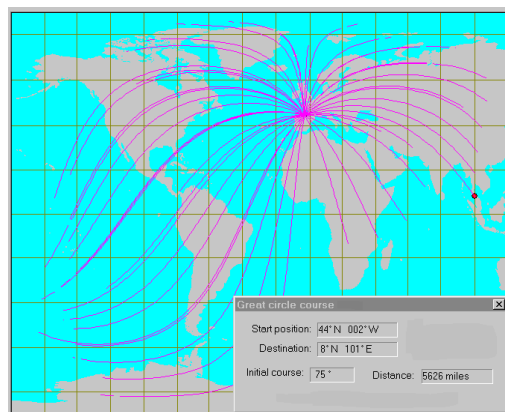 Great circle course
Start position: 44°N 002°W
Destination: 8°N 101°E
Initial course: 75° Distance: 5626 miles